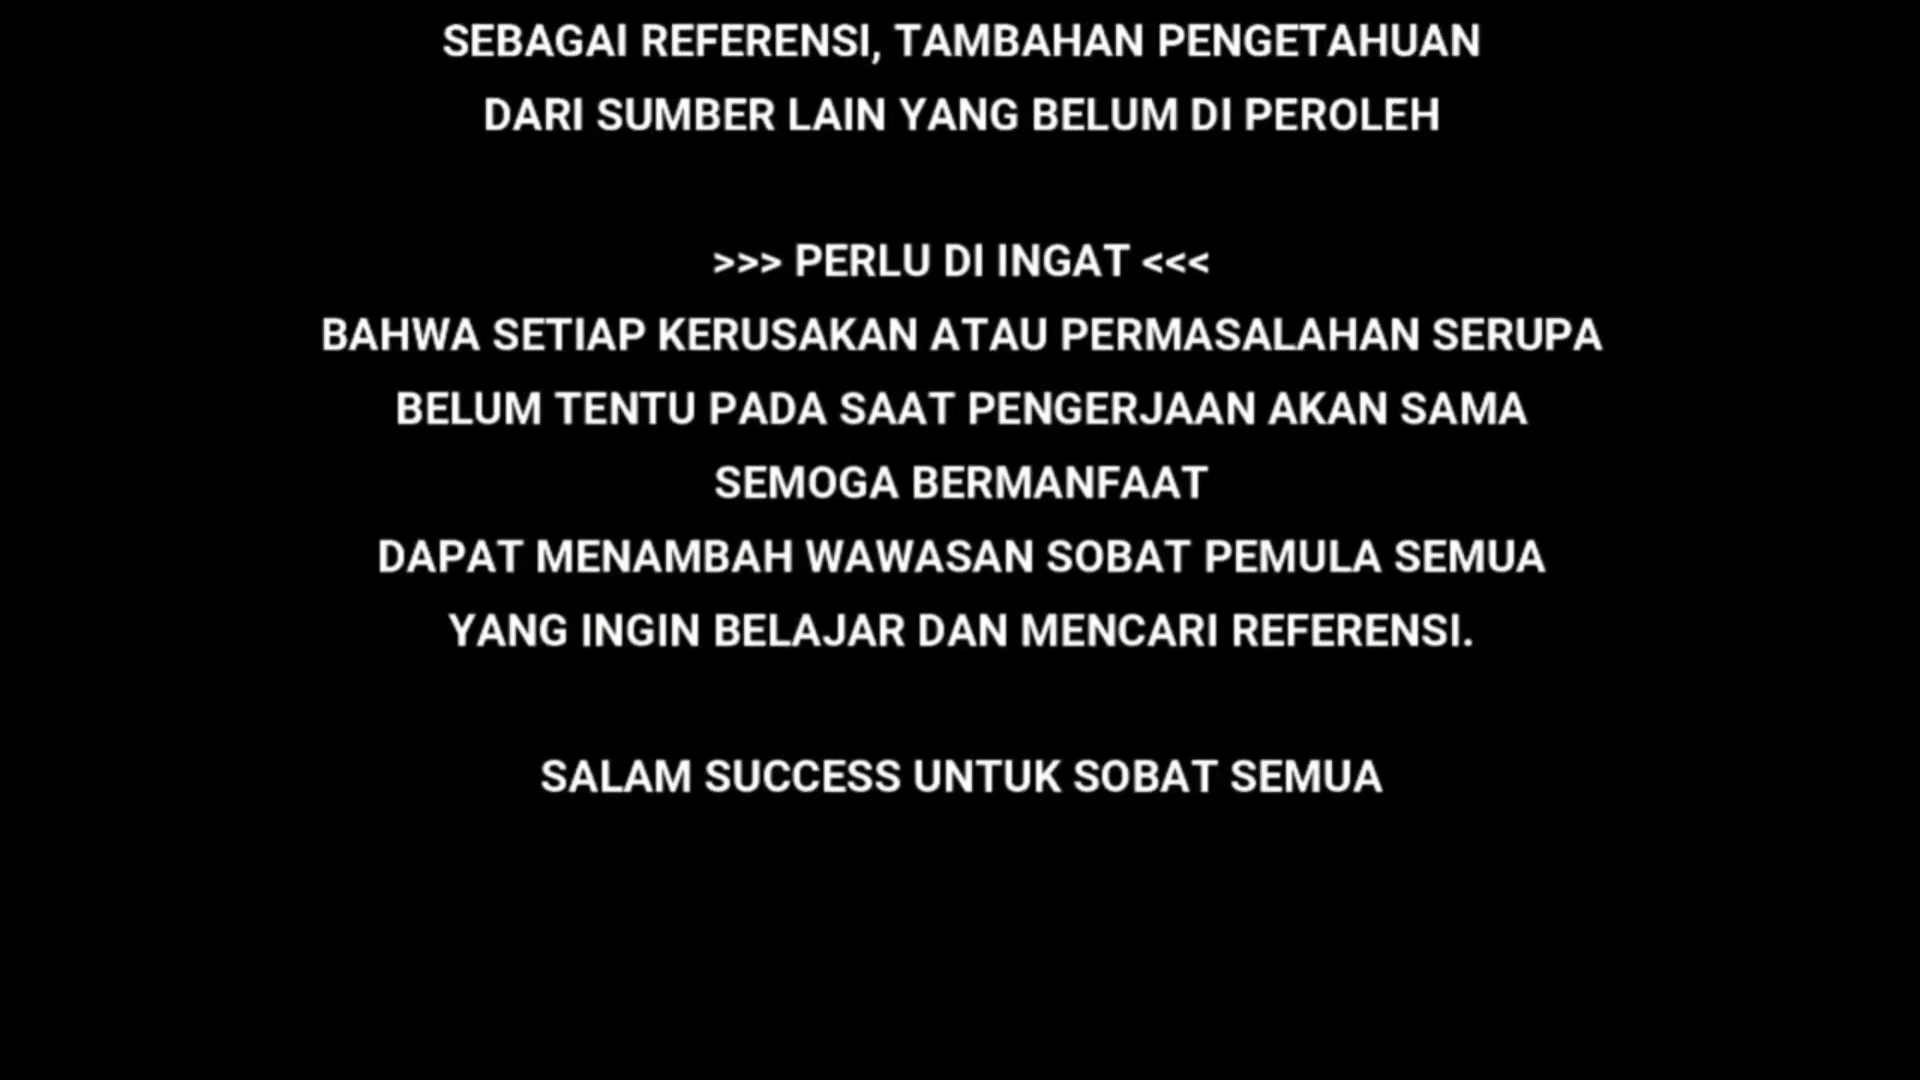 SEBAGAI REFERENSI, TAMBAHAN PENGETAHUAN
DARI SUMBER LAIN YANG BELUM DI PEROLEH
>>> PERLU DI INGAT <<<
BAHWA SETIAP KERUSAKAN ATAU PERMASALAHAN SERUPA
BELUM TENTU PADA SAAT PENGERJAAN AKAN SAMA
SEMOGA BERMANFAAT
DAPAT MENAMBAH WAWASAN SOBAT PEMULA SEMUA
YANG INGIN BELAJAR DAN MENCARI REFERENSI.
SALAM SUCCESS UNTUK SOBAT SEMUA